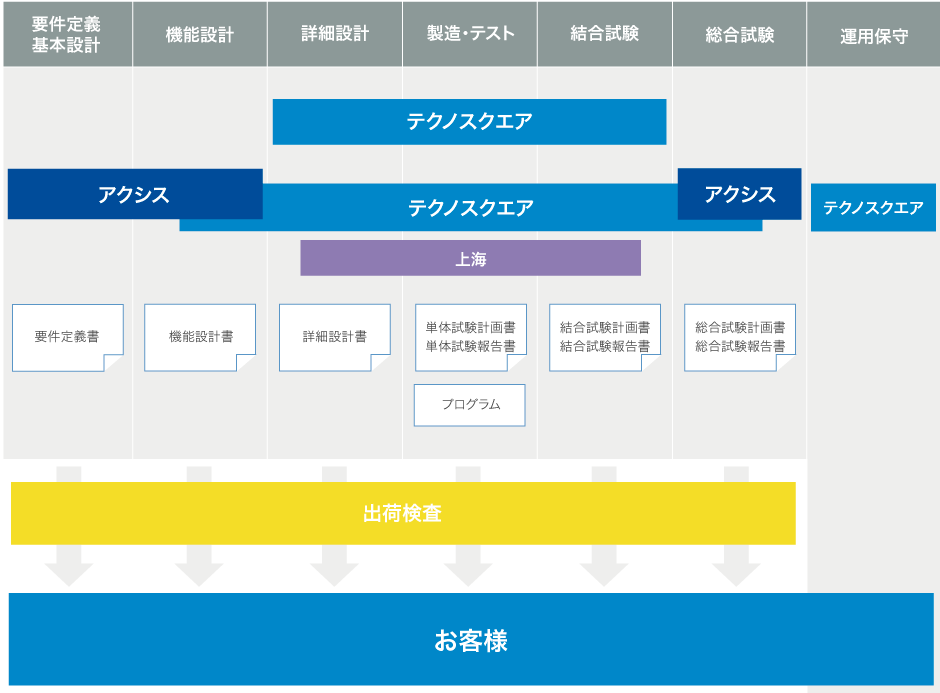 要件定義
基本設計
機能設計
詳細設計
製造・テスト
結合試験
総合試験
運用保守
テクノスクエア
アクシス
テクノスクエア
アクシス
テクノスクエア
上海
要件定義書
機能設計書
詳細設計書
単体試験計画書
単体試験報告書
結合試験計画書
結合試験報告書
総合試験計画書
総合試験報告書
プログラム
出荷検査
お客様